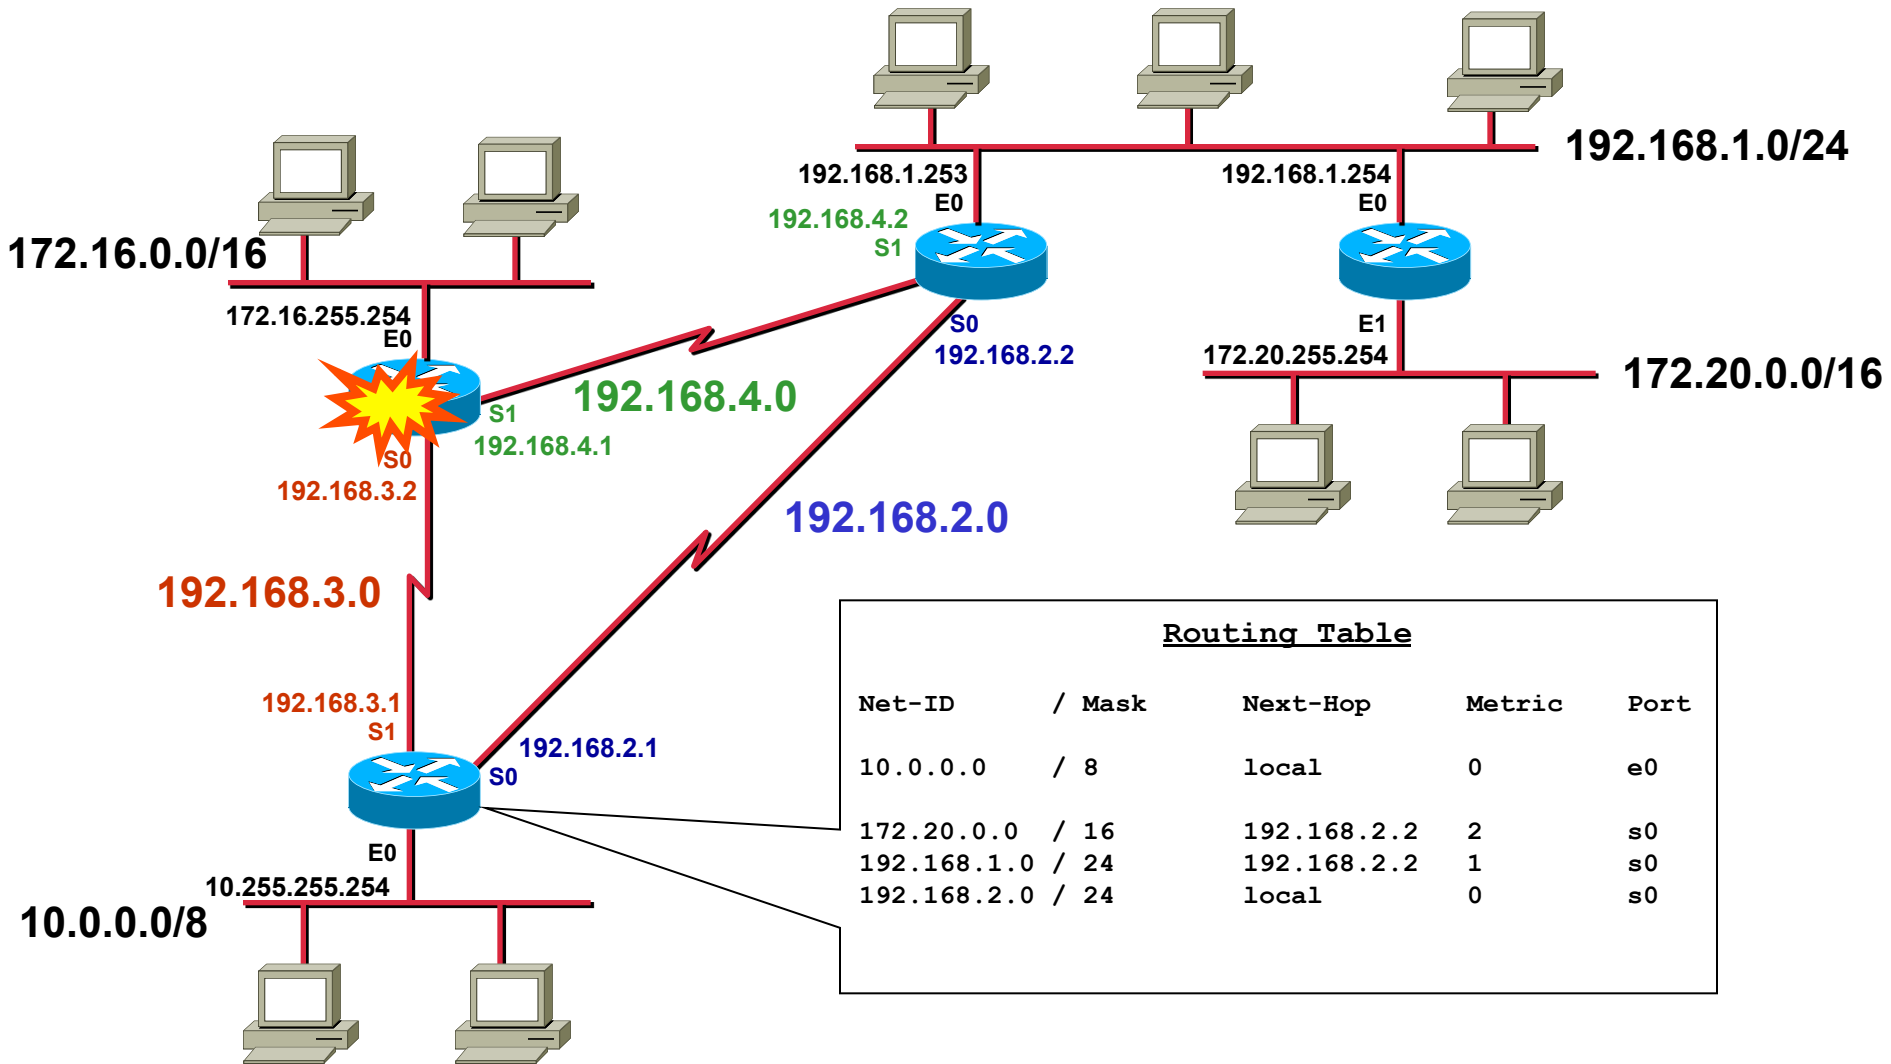 192.168.1.0/24
192.168.1.253
E0
192.168.1.254
E0
192.168.4.2
S1
172.16.0.0/16
172.16.255.254
E0
S0
192.168.2.2
E1
172.20.255.254
172.20.0.0/16
192.168.4.0
S1
192.168.4.1
S0
192.168.3.2
192.168.2.0
192.168.3.0
192.168.3.1
S1
192.168.2.1
S0
E0
10.255.255.254
10.0.0.0/8
Routing Table
Net-ID / Mask Next-Hop Metric Port
10.0.0.0 / 8 local 0 e0
172.20.0.0 / 16 192.168.2.2 2 s0
192.168.1.0 / 24 192.168.2.2 1 s0
192.168.2.0 / 24 local 0 s0